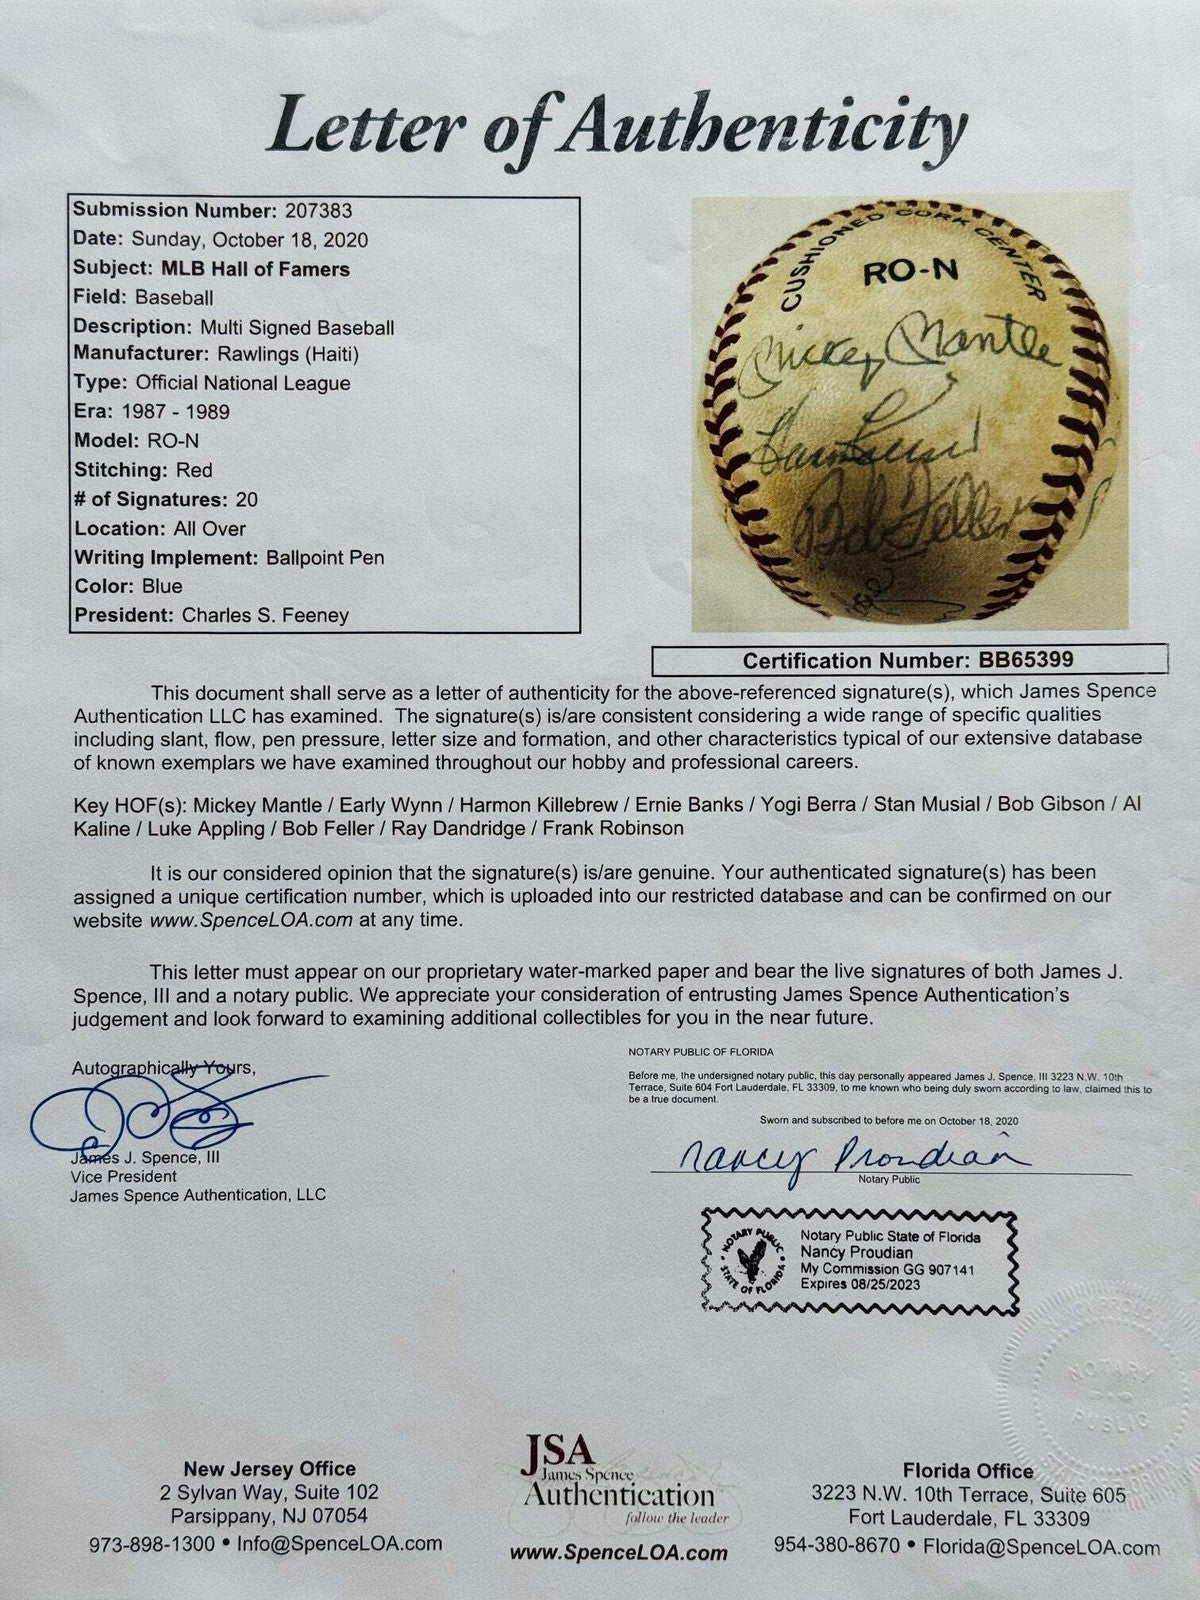 Letter of Authenticity
Submission Number: 207383
Date: Sunday, October 18, 2020
Subject: MLB Hall of Famers
Field: Baseball
Description: Multi Signed Baseball
Manufacturer: Rawlings (Haiti)
Type: Official National League
Era: 1987 - 1989
Model: RO-N
Stitching: Red
# of Signatures: 20
Location: All Over
Writing Implement: Ballpoint Pen
Color: Blue
President: Charles S. Feeney
CUSHIONED CORK CENTER
RO-N
Mickey Mantle
Bob Feller
Certification Number: BB65399
This document shall serve as a letter of authenticity for the above-referenced signature(s), which James Spence
Authentication LLC has examined. The signature(s) is/are consistent considering a wide range of specific qualities
including slant, flow, pen pressure, letter size and formation, and other characteristics typical of our extensive database
of known exemplars we have examined throughout our hobby and professional careers.
Key HOF(s): Mickey Mantle / Early Wynn / Harmon Killebrew / Ernie Banks / Yogi Berra / Stan Musial / Bob Gibson / Al
Kaline / Luke Appling / Bob Feller / Ray Dandridge / Frank Robinson
It is our considered opinion that the signature(s) is/are genuine. Your authenticated signature(s) has been
assigned a unique certification number, which is uploaded into our restricted database and can be confirmed on our
website www.SpenceLOA.com at any time.
This letter must appear on our proprietary water-marked paper and bear the live signatures of both James J.
Spence, III and a notary public. We appreciate your consideration of entrusting James Spence Authentication's
judgement and look forward to examining additional collectibles for you in the near future.
Autographically Yours,
James J. Spence, III
Vice President
James Spence Authentication, LLC
NOTARY PUBLIC OF FLORIDA
Before me, the undersigned notary public, this day personally appeared James J. Spence, III 3223 N.W. 10th
Terrace, Suite 604 Fort Lauderdale, FL 33309, to me known who being duly sworn according to law, claimed this to
be a true document.
Sworn and subscribed to before me on October 18, 2020
Nancy Proudian
Notary Public
NOTARY PUBLIC
STATE OF FLORIDA
Notary Public State of Florida
Nancy Proudian
My Commission GG 907141
Expires 08/25/2023
NOTARY
PUBLIC
New Jersey Office
2 Sylvan Way, Suite 102
Parsippany, NJ 07054
973-898-1300 • Info@SpenceLOA.com
JSA
James Spence
Authentication
follow the leader
www.SpenceLOA.com
Florida Office
3223 N.W. 10th Terrace, Suite 605
Fort Lauderdale, FL 33309
954-380-8670 • Florida@SpenceLOA.com